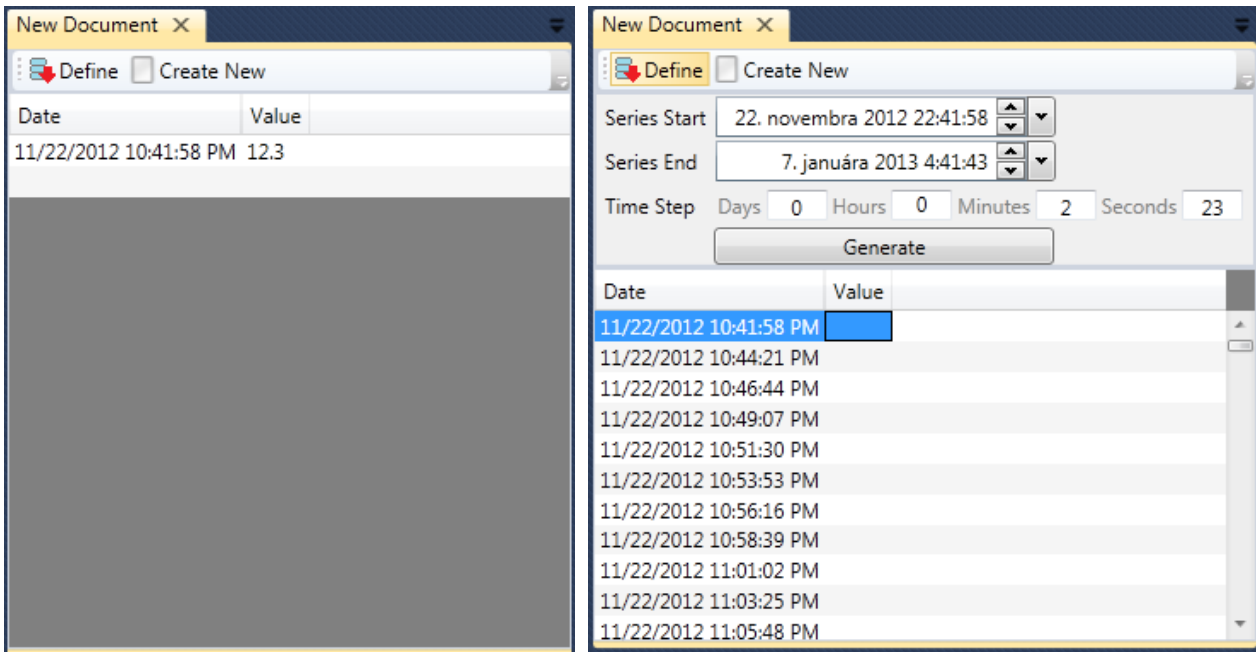 New Document
Define Create New
Date Value
11/22/2012 10:41:58 PM 12.3
New Document
Define Create New
Series Start 22. novembra 2012 22:41:58
Series End 7. januára 2013 4:41:43
Time Step Days 0 Hours 0 Minutes 2 Seconds 23
Generate
Date Value
11/22/2012 10:41:58 PM
11/22/2012 10:44:21 PM
11/22/2012 10:46:44 PM
11/22/2012 10:49:07 PM
11/22/2012 10:51:30 PM
11/22/2012 10:53:53 PM
11/22/2012 10:56:16 PM
11/22/2012 10:58:39 PM
11/22/2012 11:01:02 PM
11/22/2012 11:03:25 PM
11/22/2012 11:05:48 PM